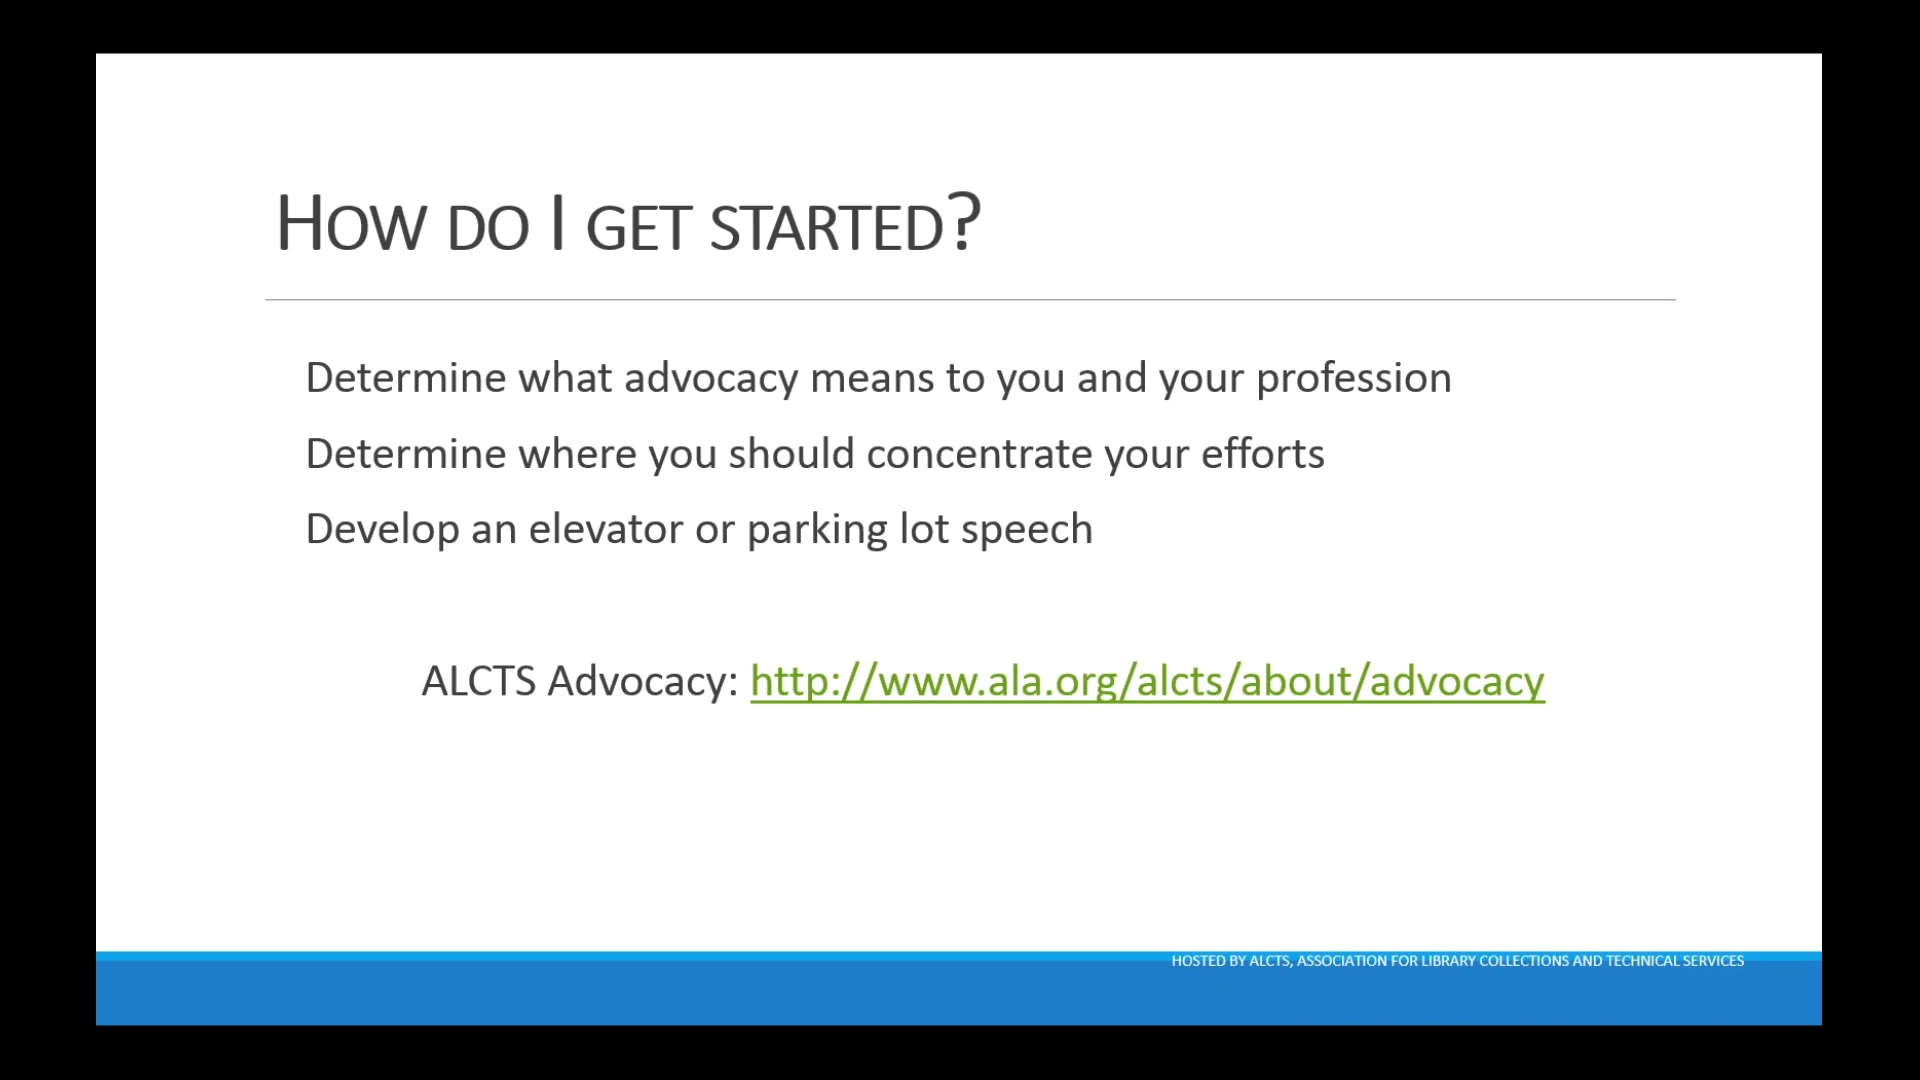 How do I get started?
Determine what advocacy means to you and your profession
Determine where you should concentrate your efforts
Develop an elevator or parking lot speech
ALCTS Advocacy: http://www.ala.org/alcts/about/advocacy
HOSTED BY ALCTS, ASSOCIATION FOR LIBRARY COLLECTIONS AND TECHNICAL SERVICES